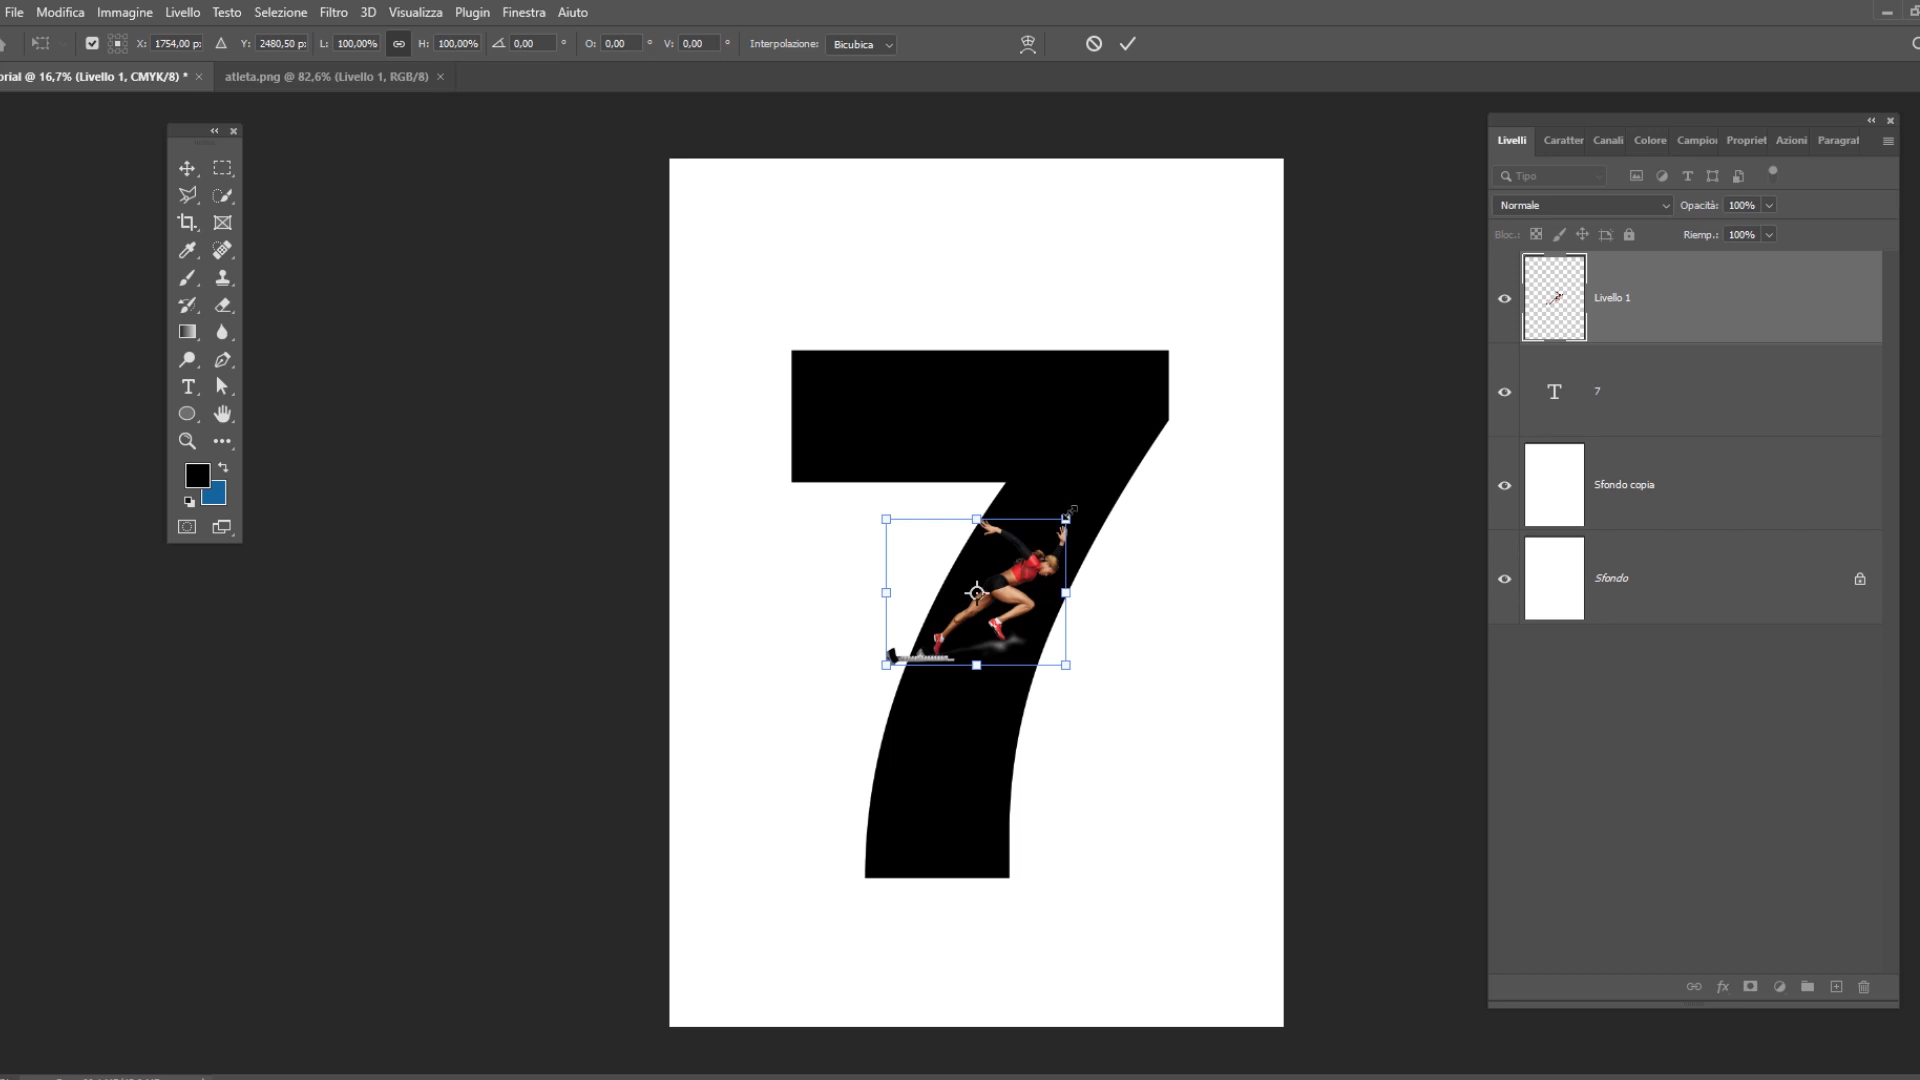 File Modifica Immagine Livello Testo Selezione Filtro 3D Visualizza Plugin Finestra Aiuto
X: 1754,00 p: Y: 2480,50 p: L: 100,00% H: 100,00% 0,00 ° O: 0,00 ° V: 0,00 ° Interpolazione: Bicubica
orial @ 16,7% (Livello 1, CMYK/8) * × atleta.png @ 82,6% (Livello 1, RGB/8) ×
Livelli Caratter Canali Colore Campioi Propriet Azioni Paragraf
Tipo
Normale Opacità: 100%
Bloc.: Riemp.: 100%
Livello 1
7
Sfondo copia
Sfondo
7